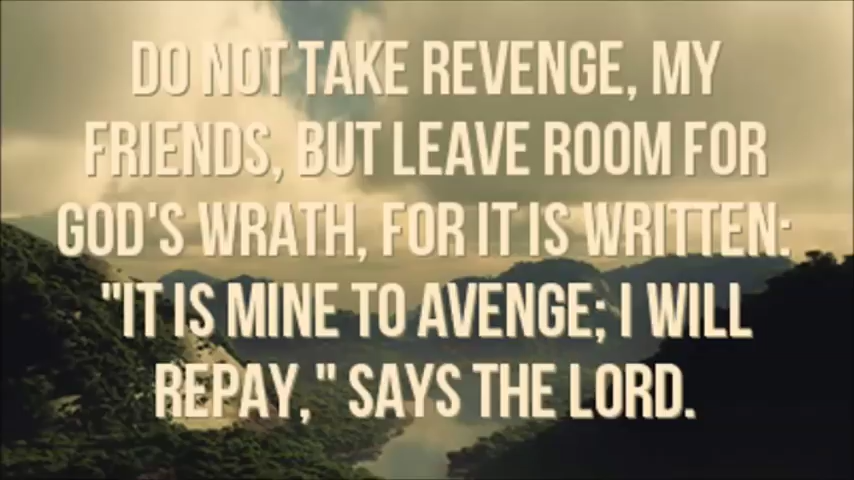 DO NOT TAKE REVENGE, MY
FRIENDS, BUT LEAVE ROOM FOR
GOD'S WRATH, FOR IT IS WRITTEN:
"IT IS MINE TO AVENGE; I WILL
REPAY," SAYS THE LORD.